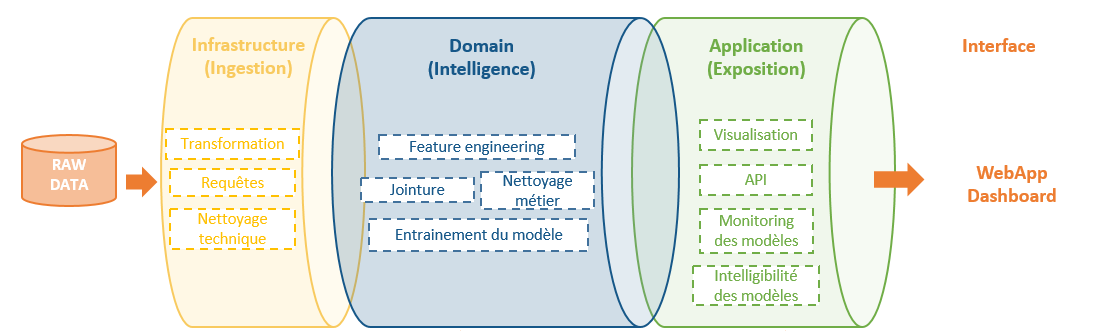 RAW
DATA
Infrastructure
(Ingestion)
Transformation
Requêtes
Nettoyage
technique
Domain
(Intelligence)
Feature engineering
Jointure
Nettoyage
métier
Entrainement du modèle
Application
(Exposition)
Visualisation
API
Monitoring
des modèles
Intelligibilité
des modèles
Interface
WebApp
Dashboard